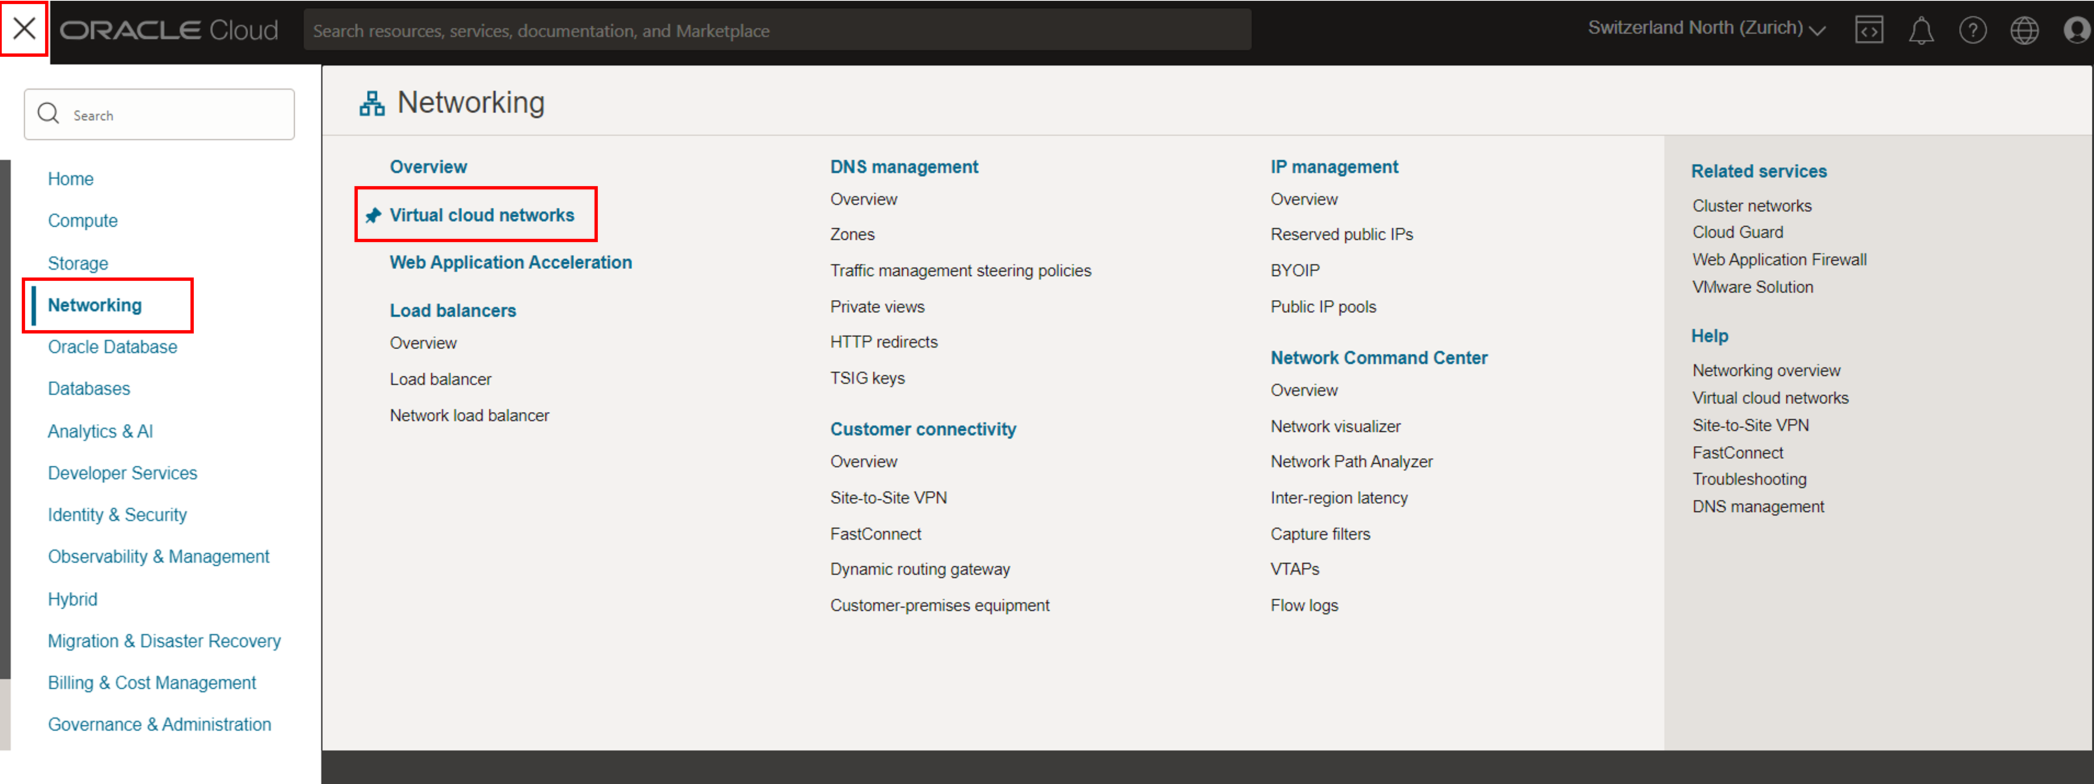 ORACLE Cloud
Search resources, services, documentation, and Marketplace
Switzerland North (Zurich)
Search
Home
Compute
Storage
Networking
Oracle Database
Databases
Analytics & AI
Developer Services
Identity & Security
Observability & Management
Hybrid
Migration & Disaster Recovery
Billing & Cost Management
Governance & Administration
Networking
Overview
Virtual cloud networks
Web Application Acceleration
Load balancers
Overview
Load balancer
Network load balancer
DNS management
Overview
Zones
Traffic management steering policies
Private views
HTTP redirects
TSIG keys
Customer connectivity
Overview
Site-to-Site VPN
FastConnect
Dynamic routing gateway
Customer-premises equipment
IP management
Overview
Reserved public IPs
BYOIP
Public IP pools
Network Command Center
Overview
Network visualizer
Network Path Analyzer
Inter-region latency
Capture filters
VTAPs
Flow logs
Related services
Cluster networks
Cloud Guard
Web Application Firewall
VMware Solution
Help
Networking overview
Virtual cloud networks
Site-to-Site VPN
FastConnect
Troubleshooting
DNS management